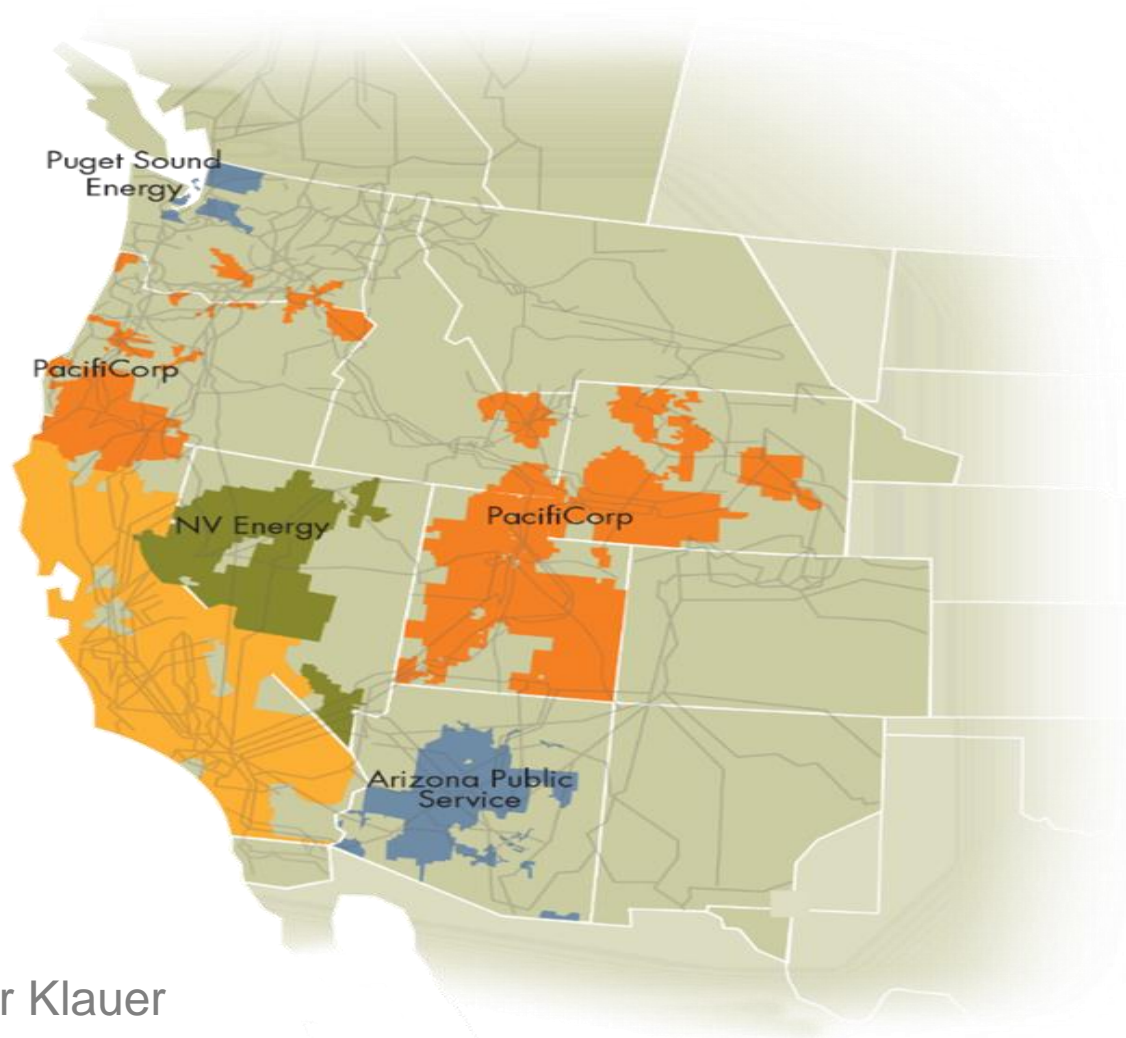 Puget Sound
Energy
PacifiCorp
NV Energy
PacifiCorp
Arizona Public
Service
r Klauer